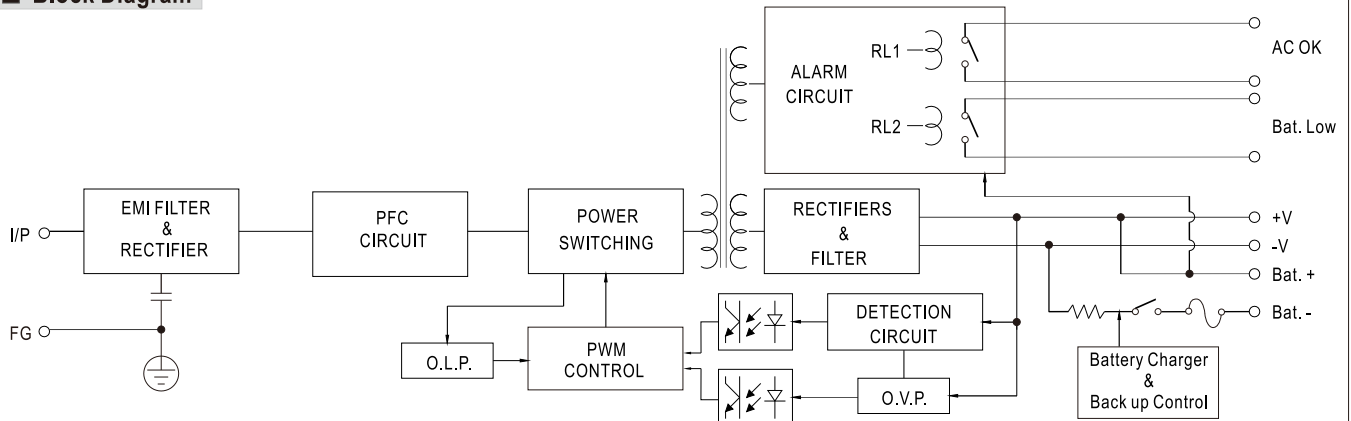 Block Diagram
ALARM
CIRCUIT
RL1
RL2
AC OK
Bat. Low
I/P
EMI FILTER
&
RECTIFIER
PFC
CIRCUIT
POWER
SWITCHING
RECTIFIERS
&
FILTER
+V
-V
Bat. +
Bat. -
FG
O.L.P.
PWM
CONTROL
DETECTION
CIRCUIT
O.V.P.
Battery Charger
&
Back up Control